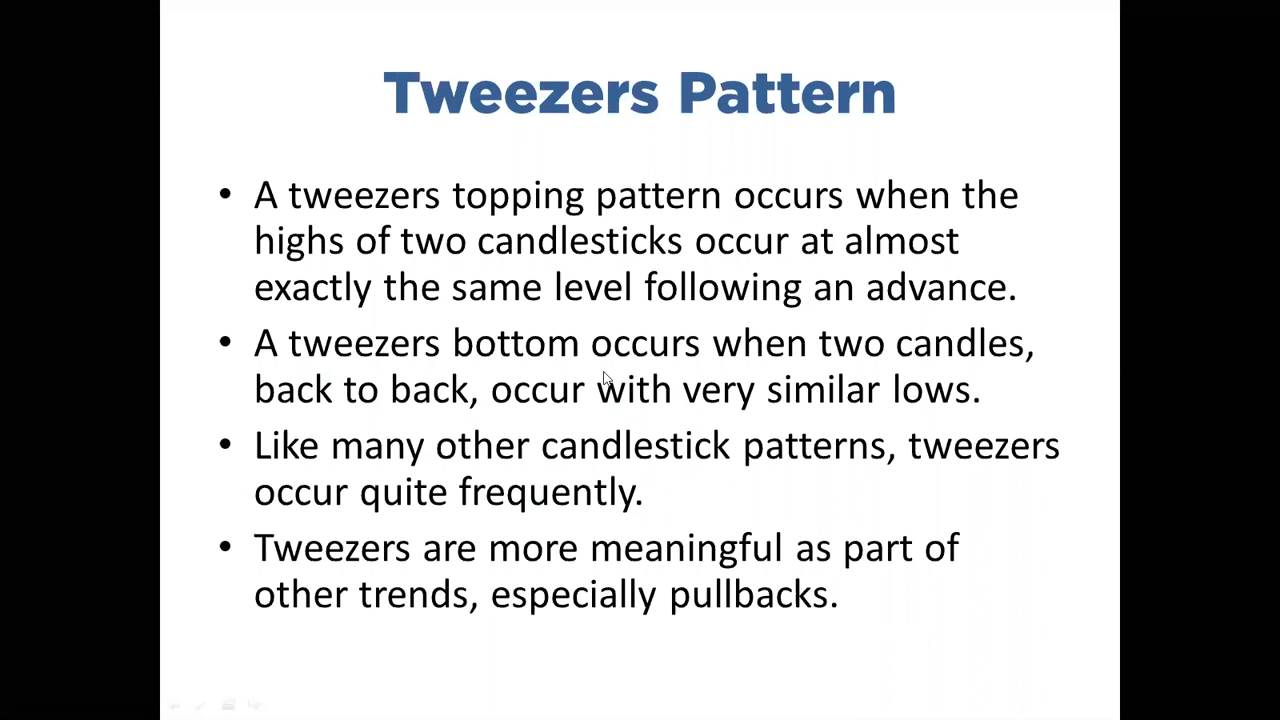 Tweezers Pattern
• A tweezers topping pattern occurs when the
highs of two candlesticks occur at almost
exactly the same level following an advance.
• A tweezers bottom occurs when two candles,
back to back, occur with very similar lows.
• Like many other candlestick patterns, tweezers
occur quite frequently.
• Tweezers are more meaningful as part of
other trends, especially pullbacks.